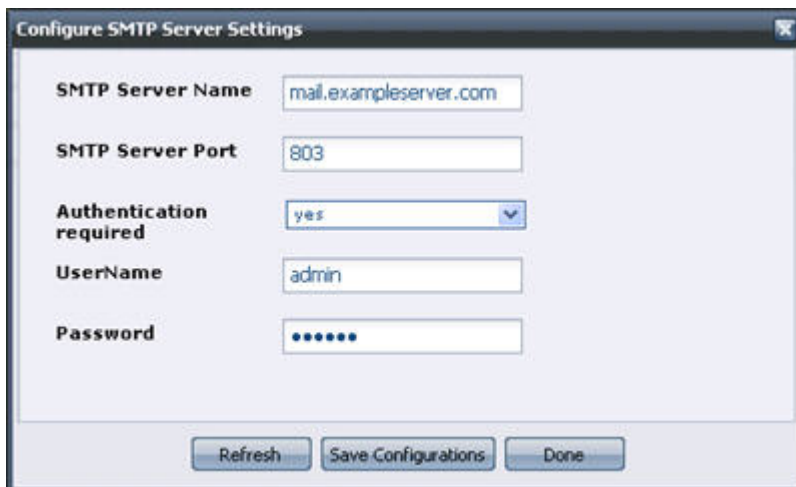 Configure SMTP Server Settings
SMTP Server Name mail.exampleserver.com
SMTP Server Port 803
Authentication
required yes
UserName admin
Password ••••••
Refresh Save Configurations Done